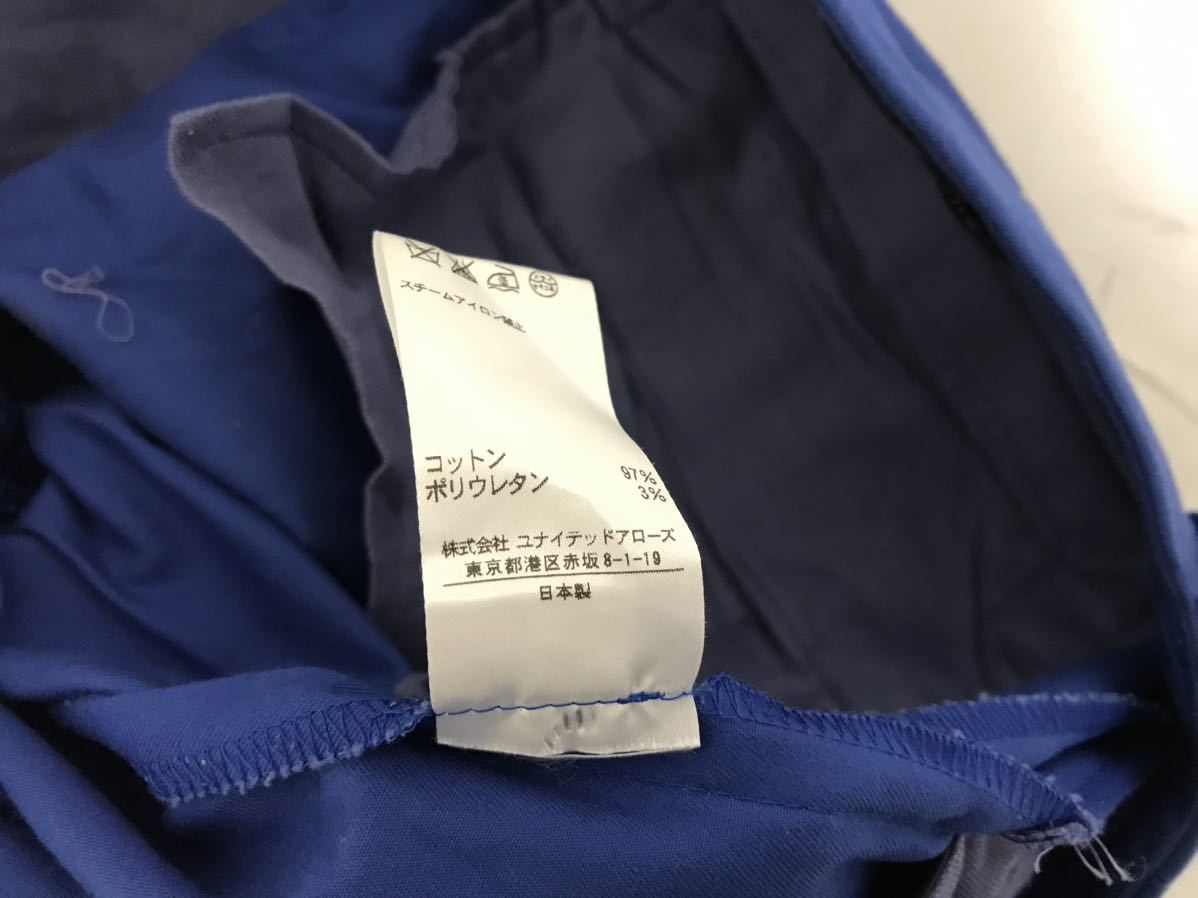 スチームアイロン禁止
コットン 97%
ポリウレタン 3%
株式会社 ユナイテッドアローズ
東京都港区赤坂8-1-19
日本製